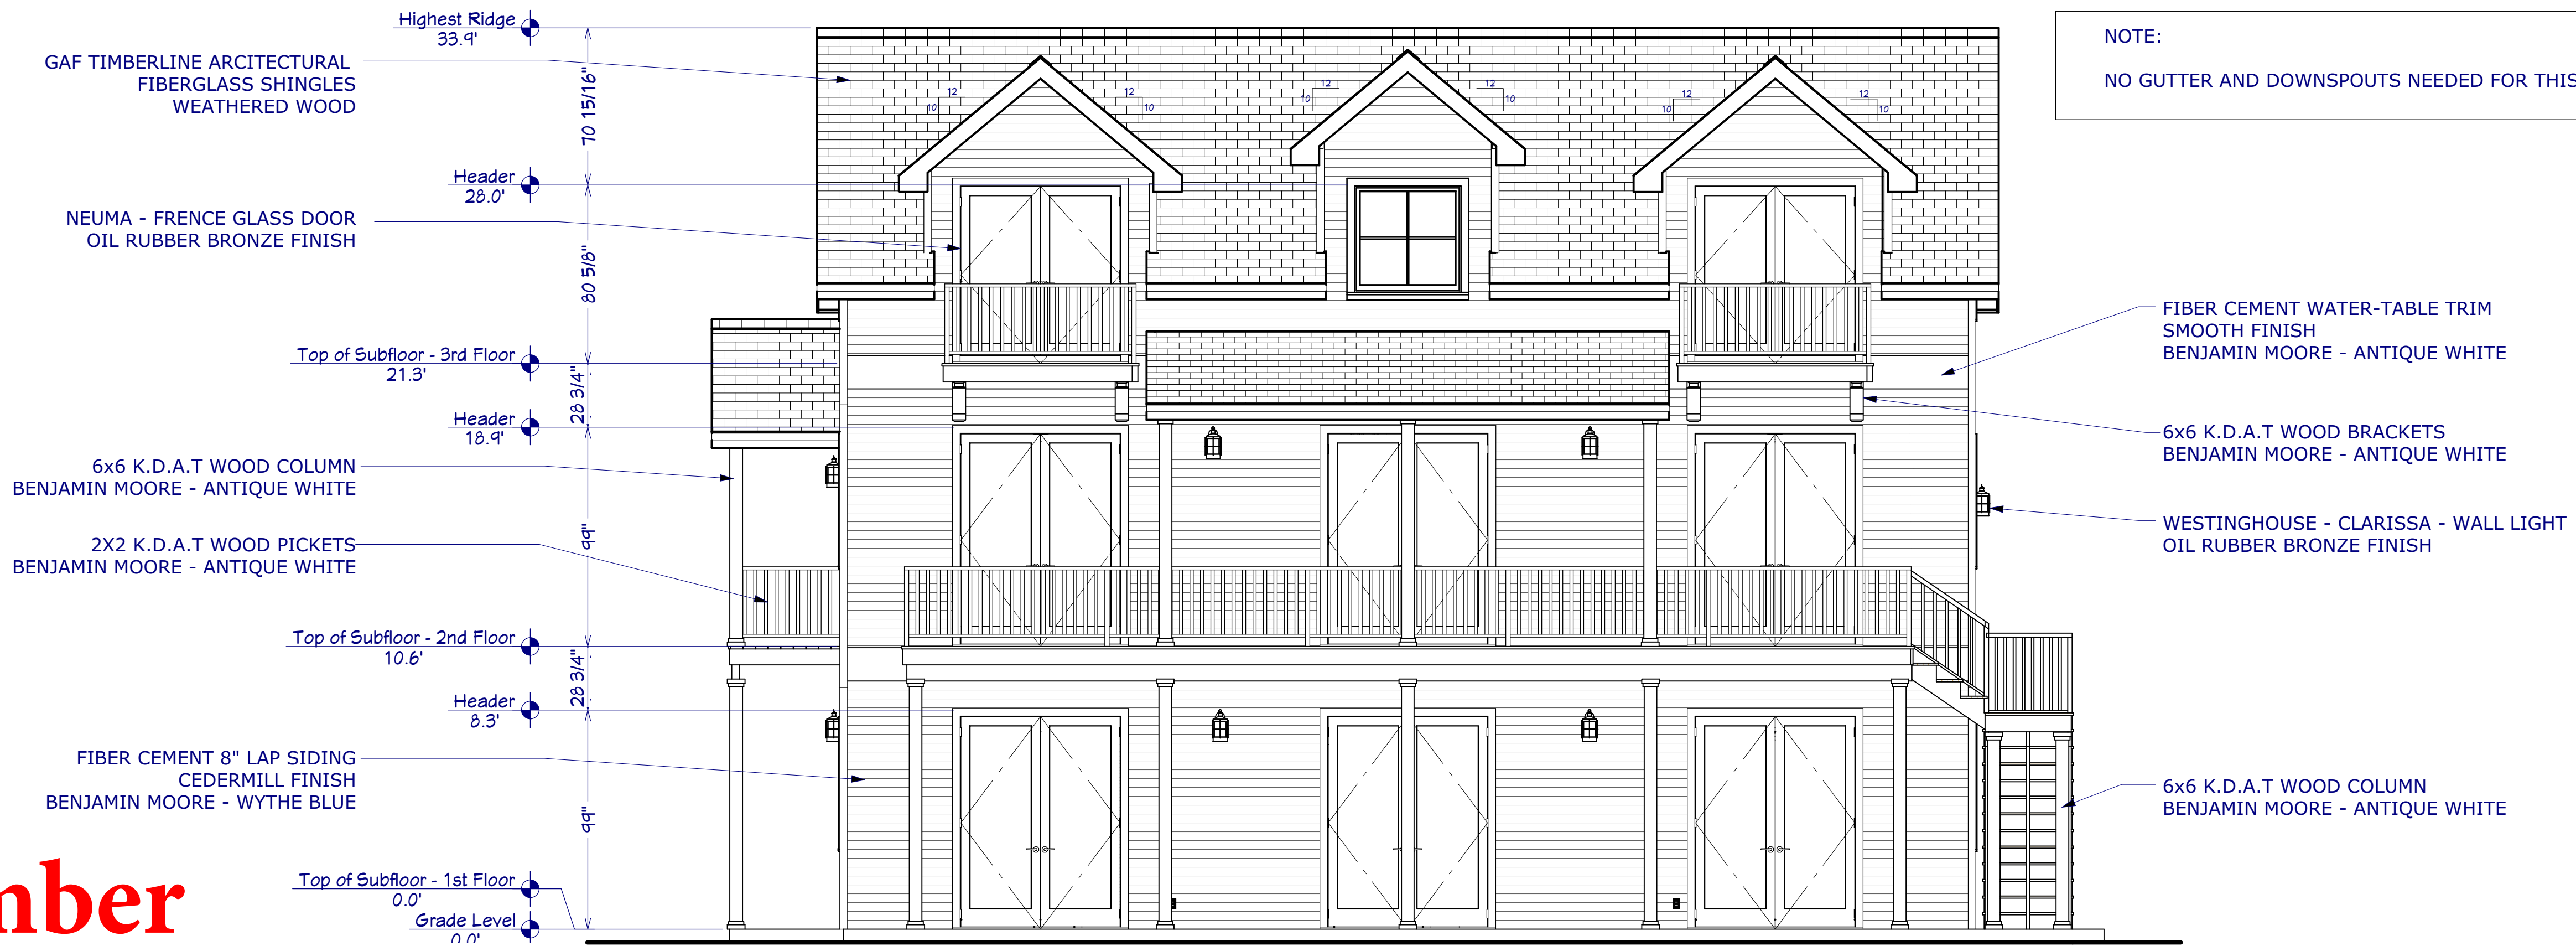 Highest Ridge
33.9'
GAF TIMBERLINE ARCITECTURAL
FIBERGLASS SHINGLES
WEATHERED WOOD
70 15/16"
Header
28.0'
NEUMA - FRENCE GLASS DOOR
OIL RUBBER BRONZE FINISH
80 5/8"
Top of Subfloor - 3rd Floor
21.3'
28 3/4"
Header
18.9'
6x6 K.D.A.T WOOD COLUMN
BENJAMIN MOORE - ANTIQUE WHITE
99"
2X2 K.D.A.T WOOD PICKETS
BENJAMIN MOORE - ANTIQUE WHITE
Top of Subfloor - 2nd Floor
10.6'
28 3/4"
Header
8.3'
FIBER CEMENT 8" LAP SIDING
CEDERMILL FINISH
BENJAMIN MOORE - WYTHE BLUE
99"
mber
Top of Subfloor - 1st Floor
0.0'
Grade Level
0.0'
12
10
12
10
12
10
12
10
12
10
12
10
NOTE:
NO GUTTER AND DOWNSPOUTS NEEDED FOR THIS
FIBER CEMENT WATER-TABLE TRIM
SMOOTH FINISH
BENJAMIN MOORE - ANTIQUE WHITE
6x6 K.D.A.T WOOD BRACKETS
BENJAMIN MOORE - ANTIQUE WHITE
WESTINGHOUSE - CLARISSA - WALL LIGHT
OIL RUBBER BRONZE FINISH
6x6 K.D.A.T WOOD COLUMN
BENJAMIN MOORE - ANTIQUE WHITE